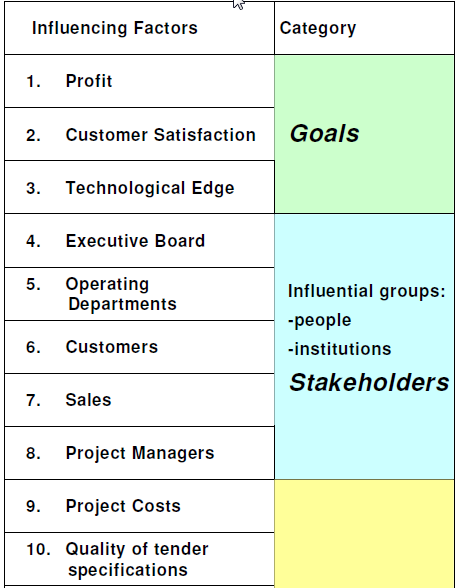 Influencing Factors Category
1. Profit
2. Customer Satisfaction
3. Technological Edge
Goals
4. Executive Board
5. Operating
Departments
6. Customers
7. Sales
8. Project Managers
Influential groups:
-people
-institutions
Stakeholders
9. Project Costs
10. Quality of tender
specifications